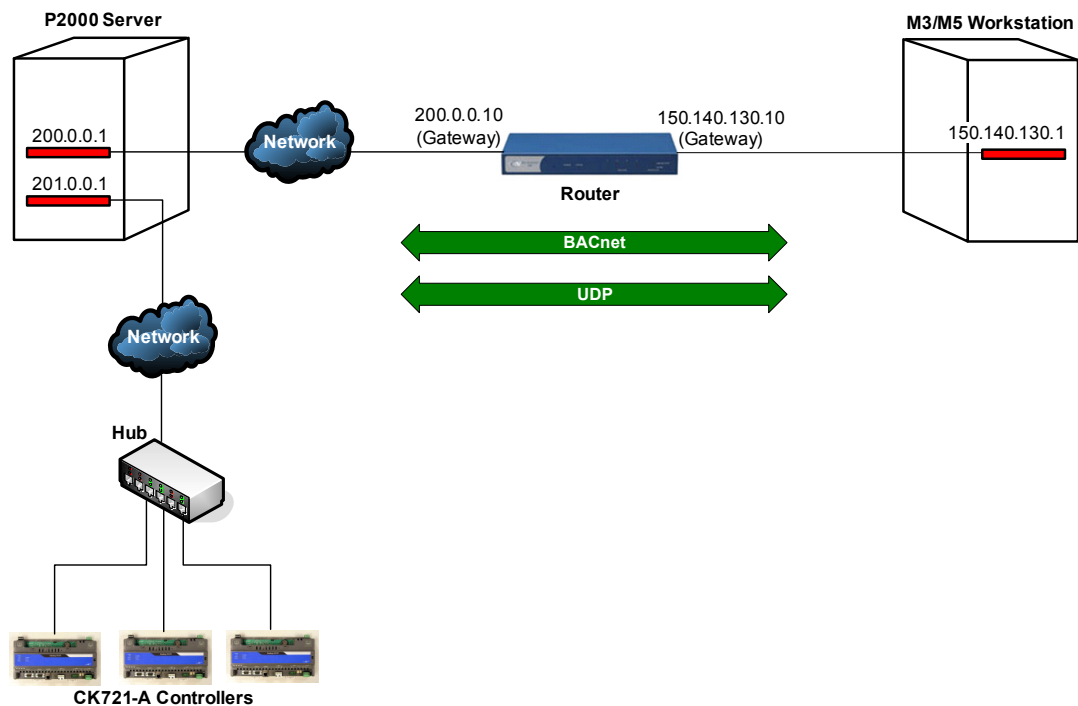 P2000 Server
M3/M5 Workstation
200.0.0.1
201.0.0.1
Network
200.0.0.10
(Gateway)
150.140.130.10
(Gateway)
150.140.130.1
Router
BACnet
UDP
Network
Hub
CK721-A Controllers